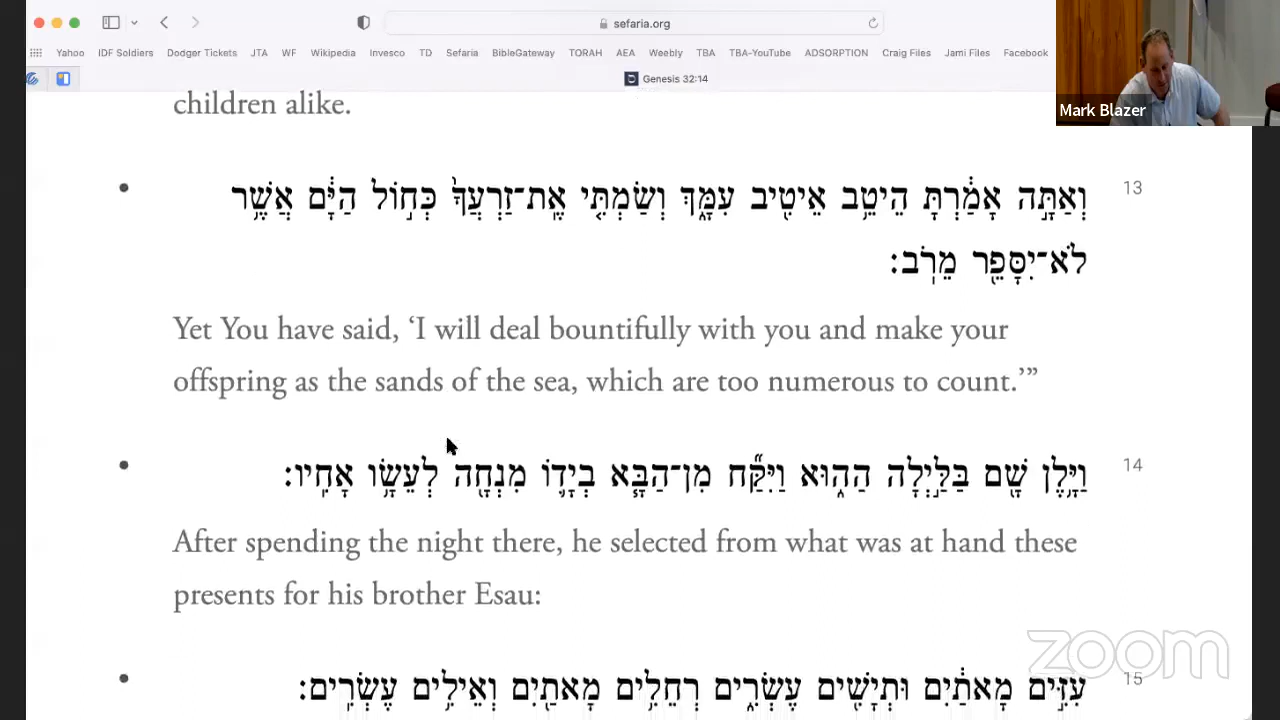 sefaria.org
Yahoo IDF Soldiers Dodger Tickets JTA WF Wikipedia Invesco TD Sefaria BibleGateway TORAH AEA Weebly TBA TBA-YouTube ADSORPTION Craig Files Jami Files Facebook
Genesis 32:14
Mark Blazer
children alike.
13
וְאַתָּ֣ה אָמַ֔רְתָּ הֵיטֵ֥ב אֵיטִ֖יב עִמָּ֑ךְ וְשַׂמְתִּ֤י אֶֽת־זַרְעֲךָ֙ כְּח֣וֹל הַיָּ֔ם אֲשֶׁ֥ר
לֹא־יִסָּפֵ֖ר מֵרֹֽב׃
Yet You have said, ‘I will deal bountifully with you and make your
offspring as the sands of the sea, which are too numerous to count.’”
14
וַיָּ֥לֶן שָׁ֖ם בַּלַּ֣יְלָה הַה֑וּא וַיִּקַּ֞ח מִן־הַבָּ֧א בְיָד֛וֹ מִנְחָ֖ה לְעֵשָׂ֥ו אָחִֽיו׃
After spending the night there, he selected from what was at hand these
presents for his brother Esau:
zoom
15
עִזִּ֣ים מָאתַ֔יִם וּתְיָשִׁ֖ים עֶשְׂרִ֑ים רְחֵלִ֥ים מָאתַ֖יִם וְאֵילִ֥ים עֶשְׂרִֽים׃